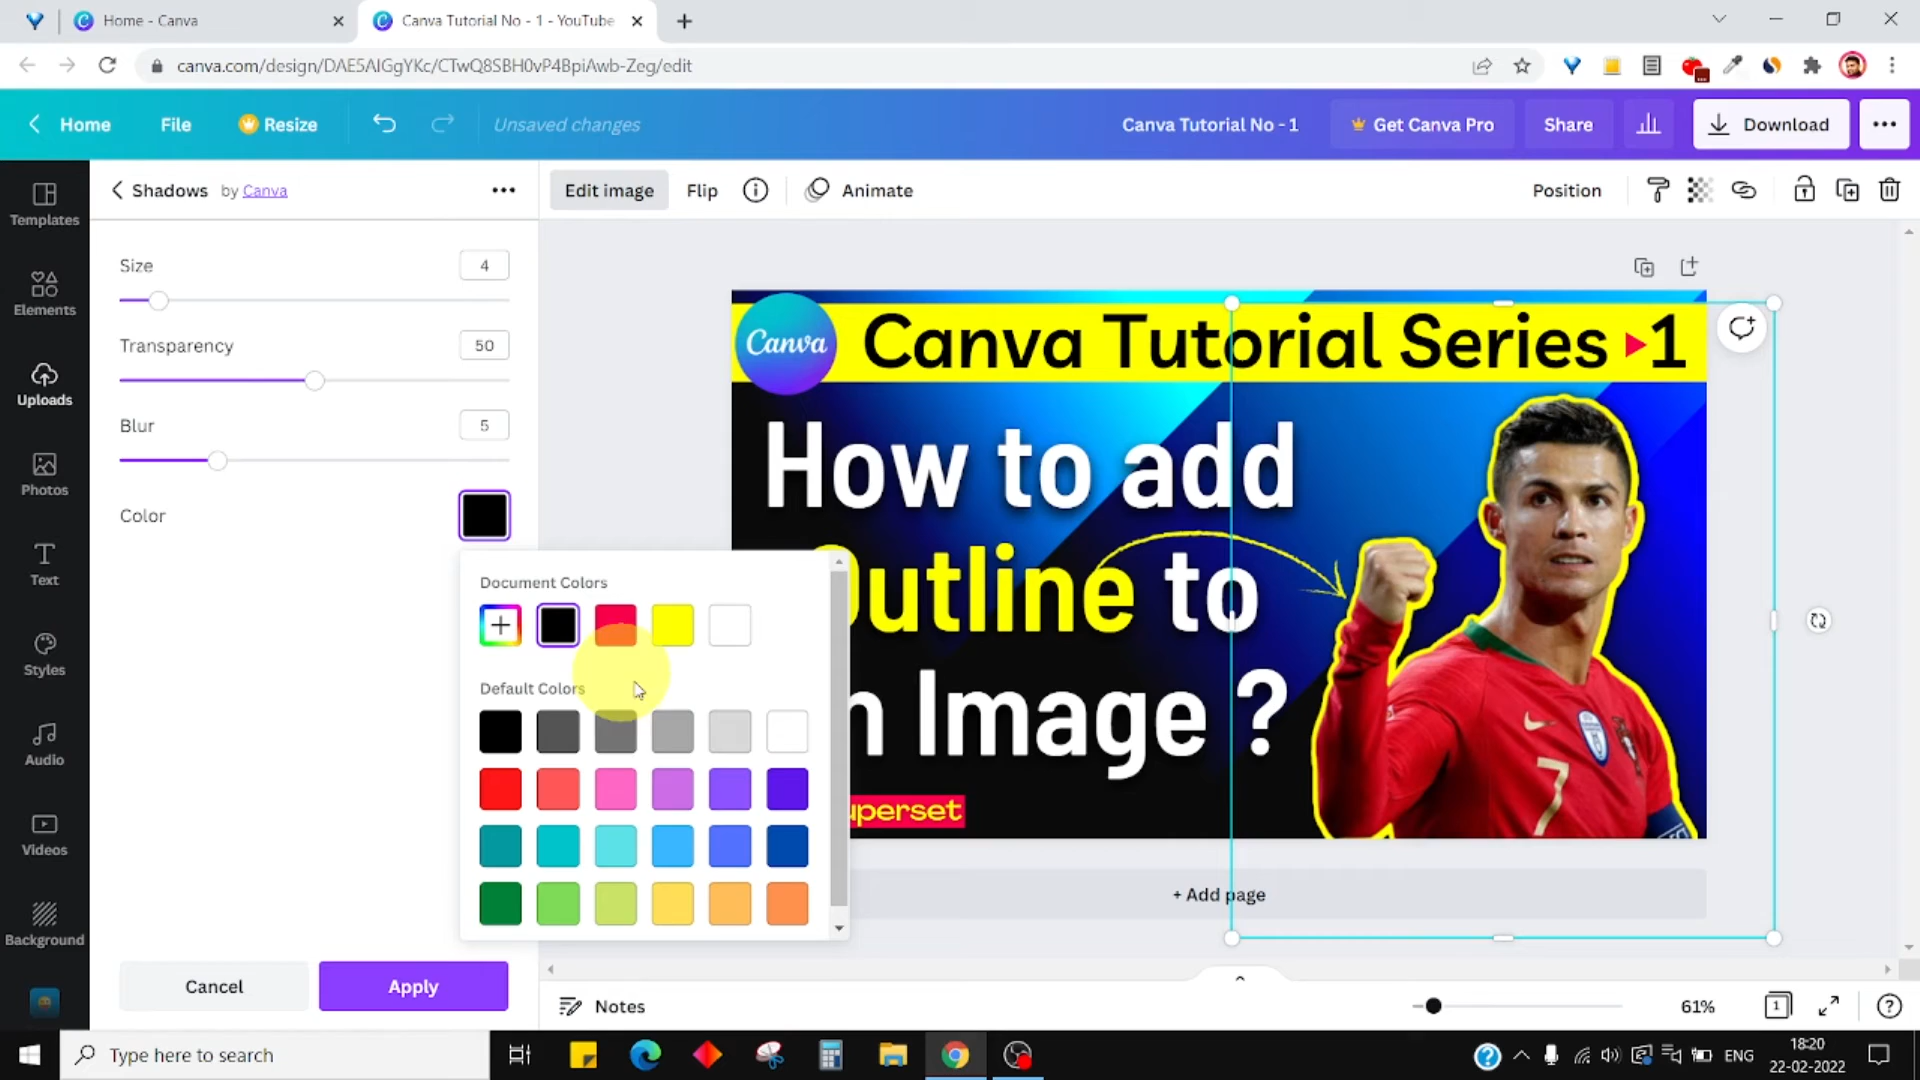 Home - Canva
Canva Tutorial No - 1 - YouTube
canva.com/design/DAE5AIGgYKc/CTwQ8SBH0vP4BpiAwb-Zeg/edit
Home
File
Resize
Unsaved changes
Canva Tutorial No - 1
Get Canva Pro
Share
Download
Templates
Elements
Uploads
Photos
Text
Styles
Audio
Videos
Background
Shadows by Canva
Size
4
Transparency
50
Blur
5
Color
Document Colors
Default Colors
Cancel
Apply
Edit image
Flip
Animate
Position
Canva
Canva Tutorial Series 1
How to add
utline to
n Image ?
uperset
7
+ Add page
Notes
61%
1
Type here to search
ENG
18:20
22-02-2022